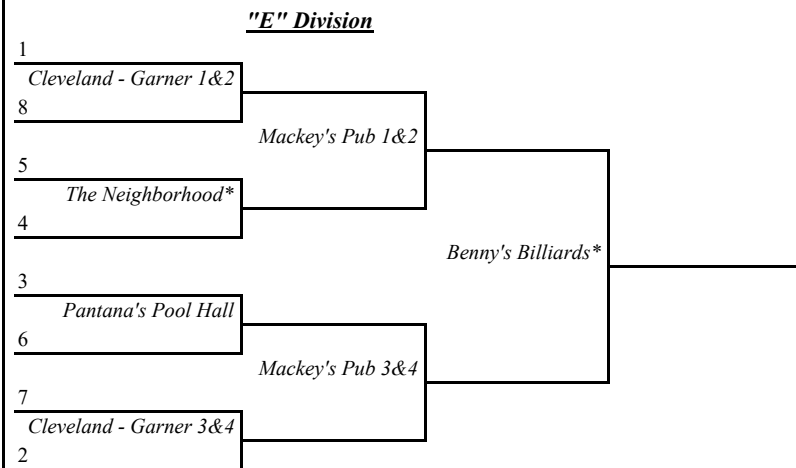 "E" Division
1
Cleveland - Garner 1&2
8
Mackey's Pub 1&2
5
The Neighborhood*
4
Benny's Billiards*
3
Pantana's Pool Hall
6
Mackey's Pub 3&4
7
Cleveland - Garner 3&4
2